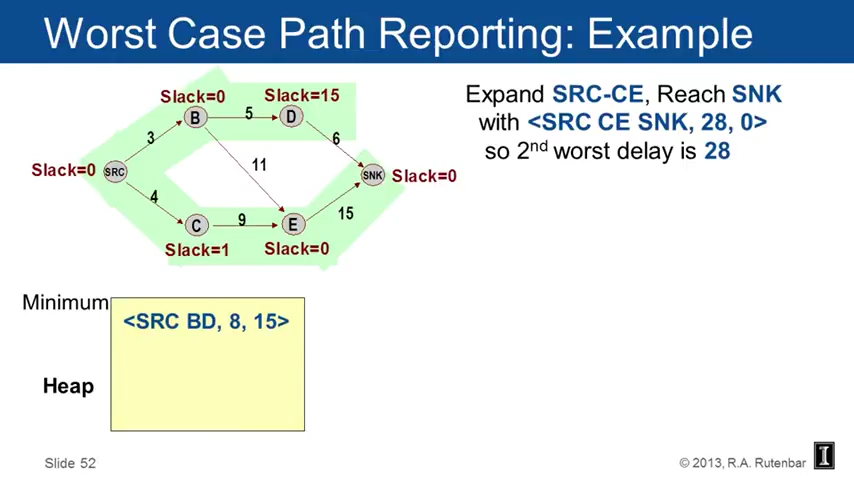 Worst Case Path Reporting: Example
Slack=0
Slack=15
B
5
D
3
6
11
Slack=0
SRC
SNK
Slack=0
4
C
9
E
15
Slack=1
Slack=0
Expand SRC-CE, Reach SNK
with <SRC CE SNK, 28, 0>
so 2nd worst delay is 28
Minimum
<SRC BD, 8, 15>
Heap
Slide 52
© 2013, R.A. Rutenbar
I